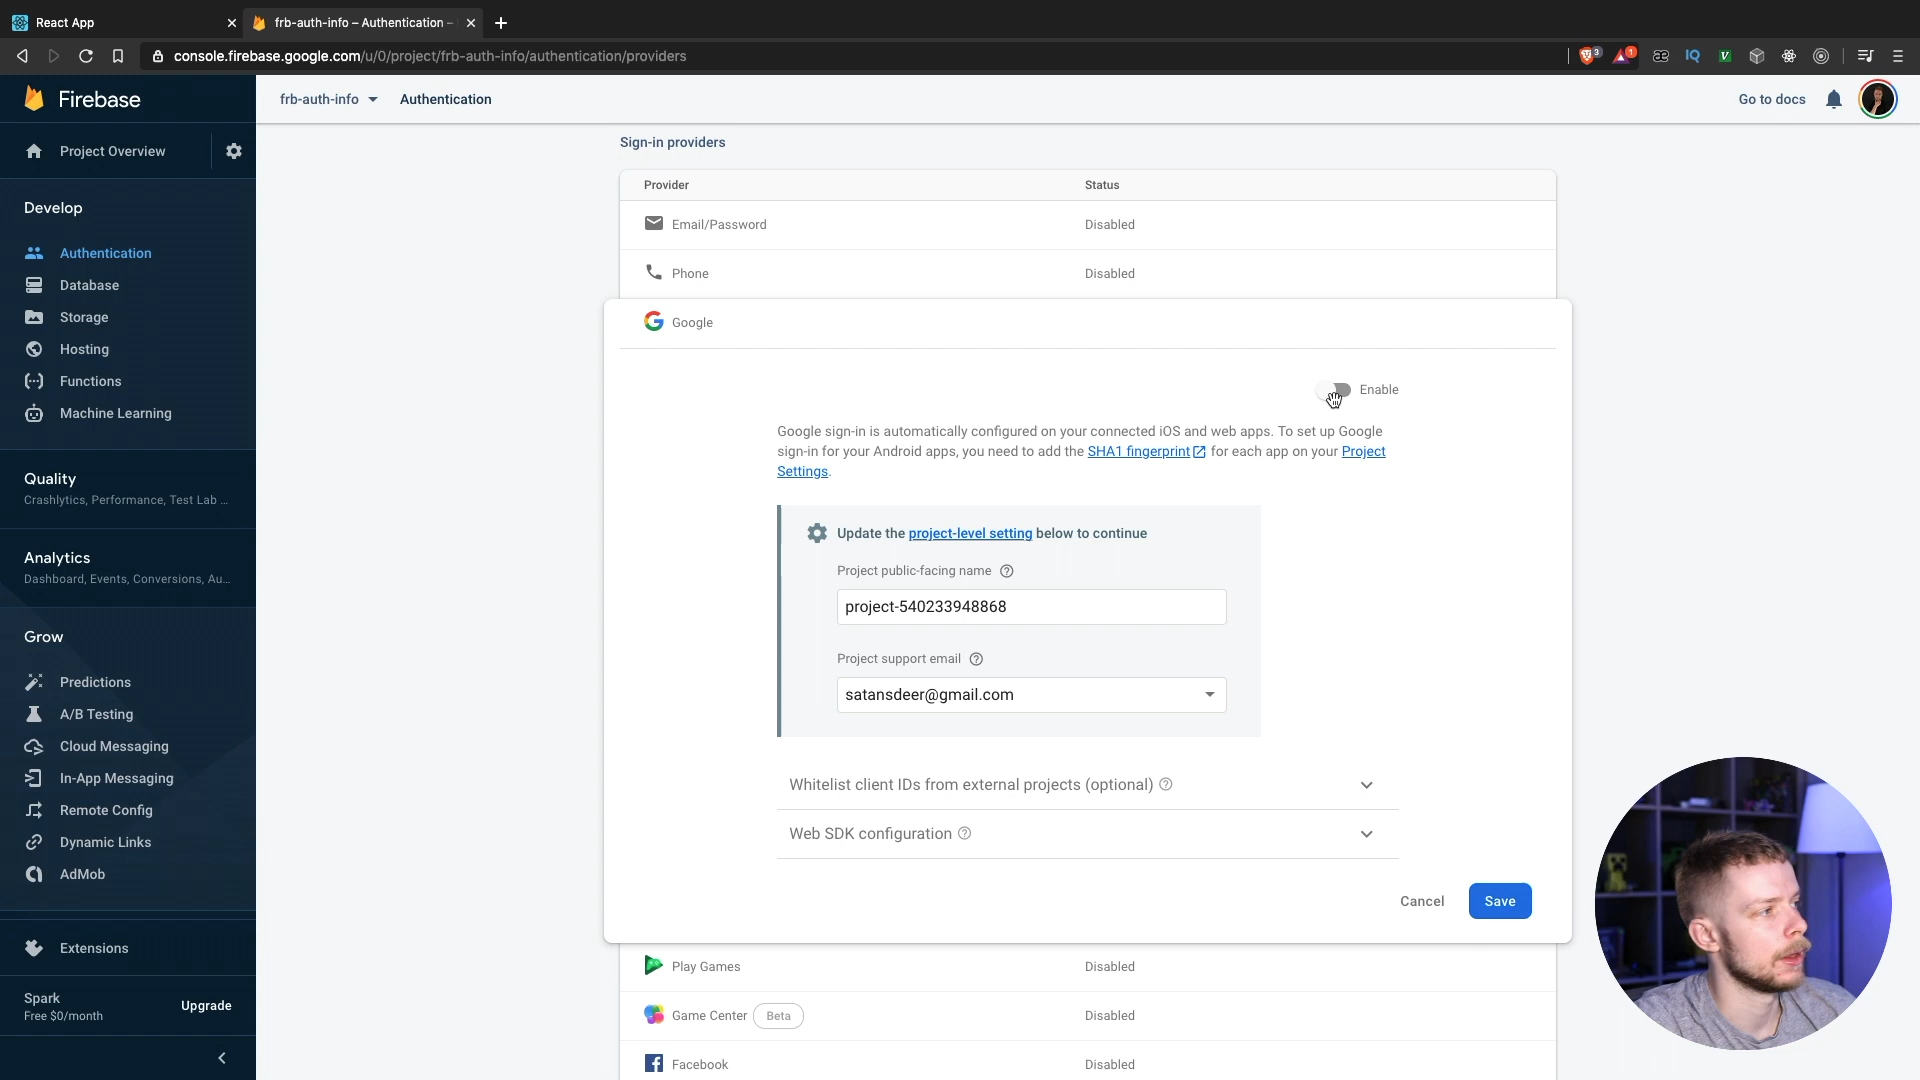 React App
frb-auth-info – Authentication –
console.firebase.google.com/u/0/project/frb-auth-info/authentication/providers
3
1
æ
IQ
V
Firebase
frb-auth-info
Authentication
Go to docs
Project Overview
Develop
Authentication
Database
Storage
Hosting
Functions
Machine Learning
Quality
Crashlytics, Performance, Test Lab ...
Analytics
Dashboard, Events, Conversions, Au...
Grow
Predictions
A/B Testing
Cloud Messaging
In-App Messaging
Remote Config
Dynamic Links
AdMob
Extensions
Spark
Free $0/month
Upgrade
Sign-in providers
Provider Status
Email/Password Disabled
Phone Disabled
Google
Enable
Google sign-in is automatically configured on your connected iOS and web apps. To set up Google
sign-in for your Android apps, you need to add the SHA1 fingerprint for each app on your Project
Settings.
Update the project-level setting below to continue
Project public-facing name
project-540233948868
Project support email
satansdeer@gmail.com
Whitelist client IDs from external projects (optional)
Web SDK configuration
Cancel
Save
Play Games Disabled
Game Center Beta Disabled
Facebook Disabled